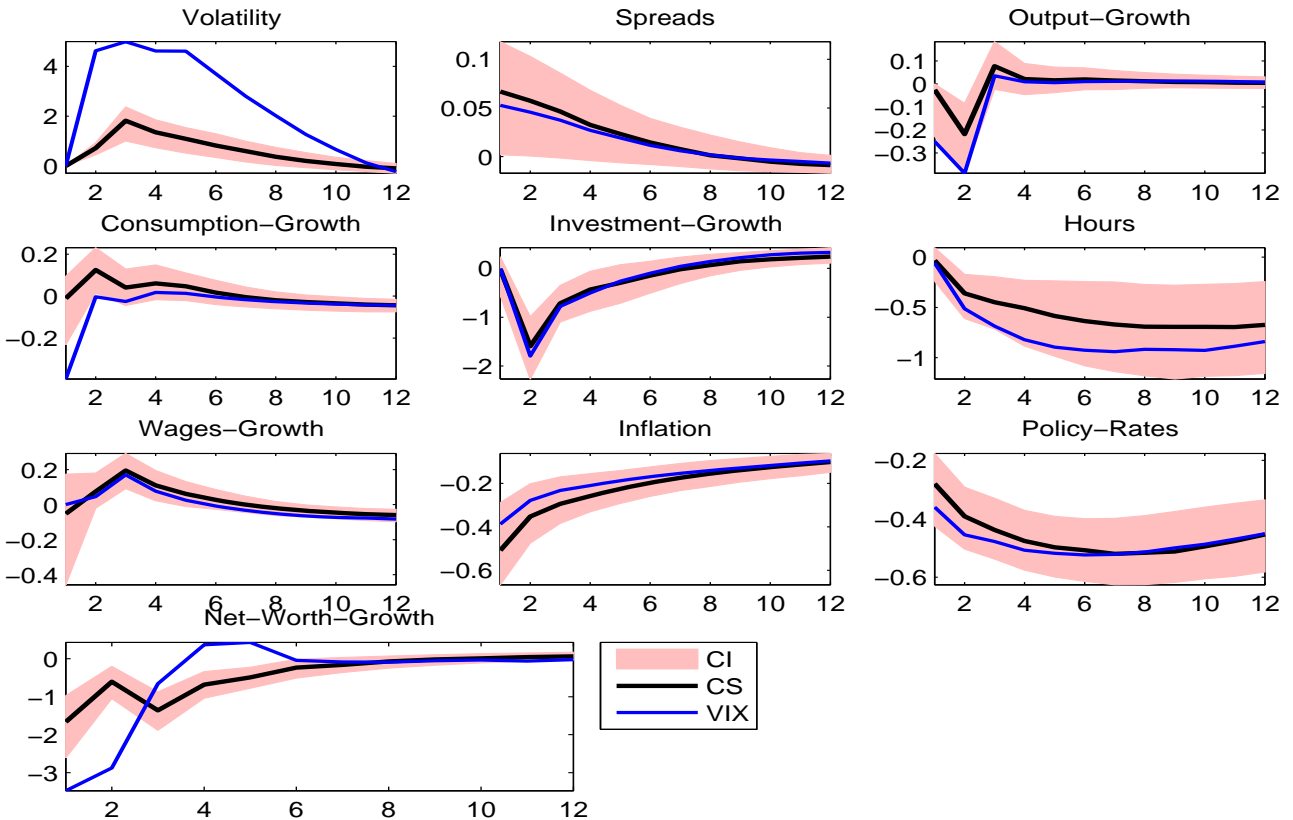 Volatility Spreads Output−Growth
4 0.1 0.1
0
2 0.05 −0.1
0 0 −0.3
2 4 6 8 10 12 2 4 6 8 10 12 2 4 6 8 10 12
Consumption−Growth Investment−Growth Hours
0.2 0 0
0 −1 −0.5
−0.2 −2 −1
2 4 6 8 10 12 2 4 6 8 10 12 2 4 6 8 10 12
Wages−Growth Inflation Policy−Rates
0.2 −0.2 −0.2
0 −0.4 −0.4
−0.2
−0.4 −0.6 −0.6
2 4 6 8 10 12 2 4 6 8 10 12 2 4 6 8 10 12
Net−Worth−Growth
0 CI
−1 CS
−2 VIX
−3
2 4 6 8 10 12